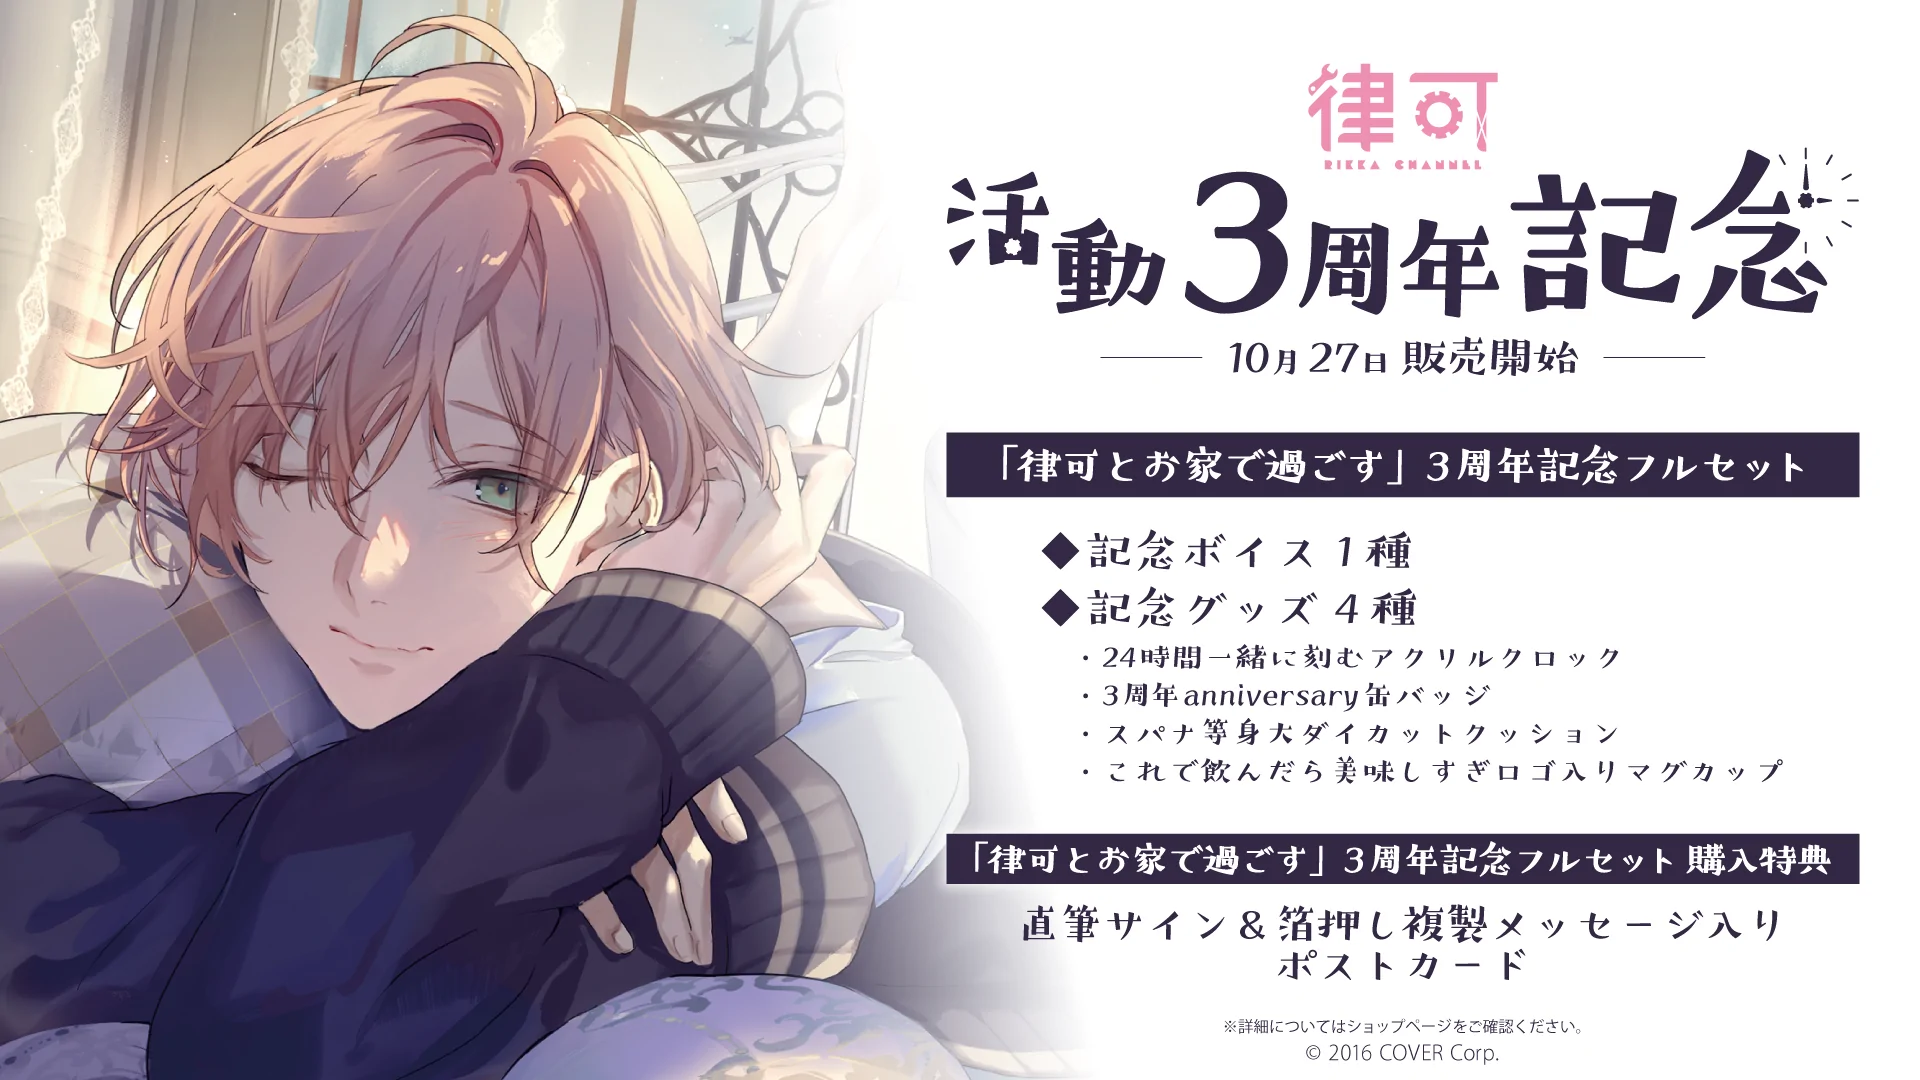 律可
RIKKA CHANNEL
活動3周年記念
10月27日 販売開始
「律可とお家で過ごす」3周年記念フルセット
◆記念ボイス 1種
◆記念グッズ 4種
・24時間一緒に刻むアクリルクロック
・3周年anniversary缶バッジ
・スパナ等身大ダイカットクッション
・これで飲んだら美味しすぎロゴ入りマグカップ
「律可とお家で過ごす」3周年記念フルセット 購入特典
直筆サイン&箔押し複製メッセージ入り
ポストカード
※詳細についてはショップページをご確認ください。
© 2016 COVER Corp.